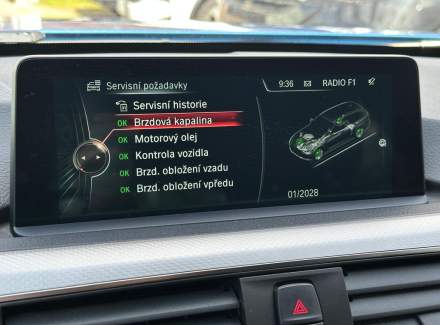 Servisní požadavky
9:36 RADIO F1
Servisní historie
OK Brzdová kapalina
OK Motorový olej
OK Kontrola vozidla
OK Brzd. obložení vzadu
OK Brzd. obložení vpředu
01/2028